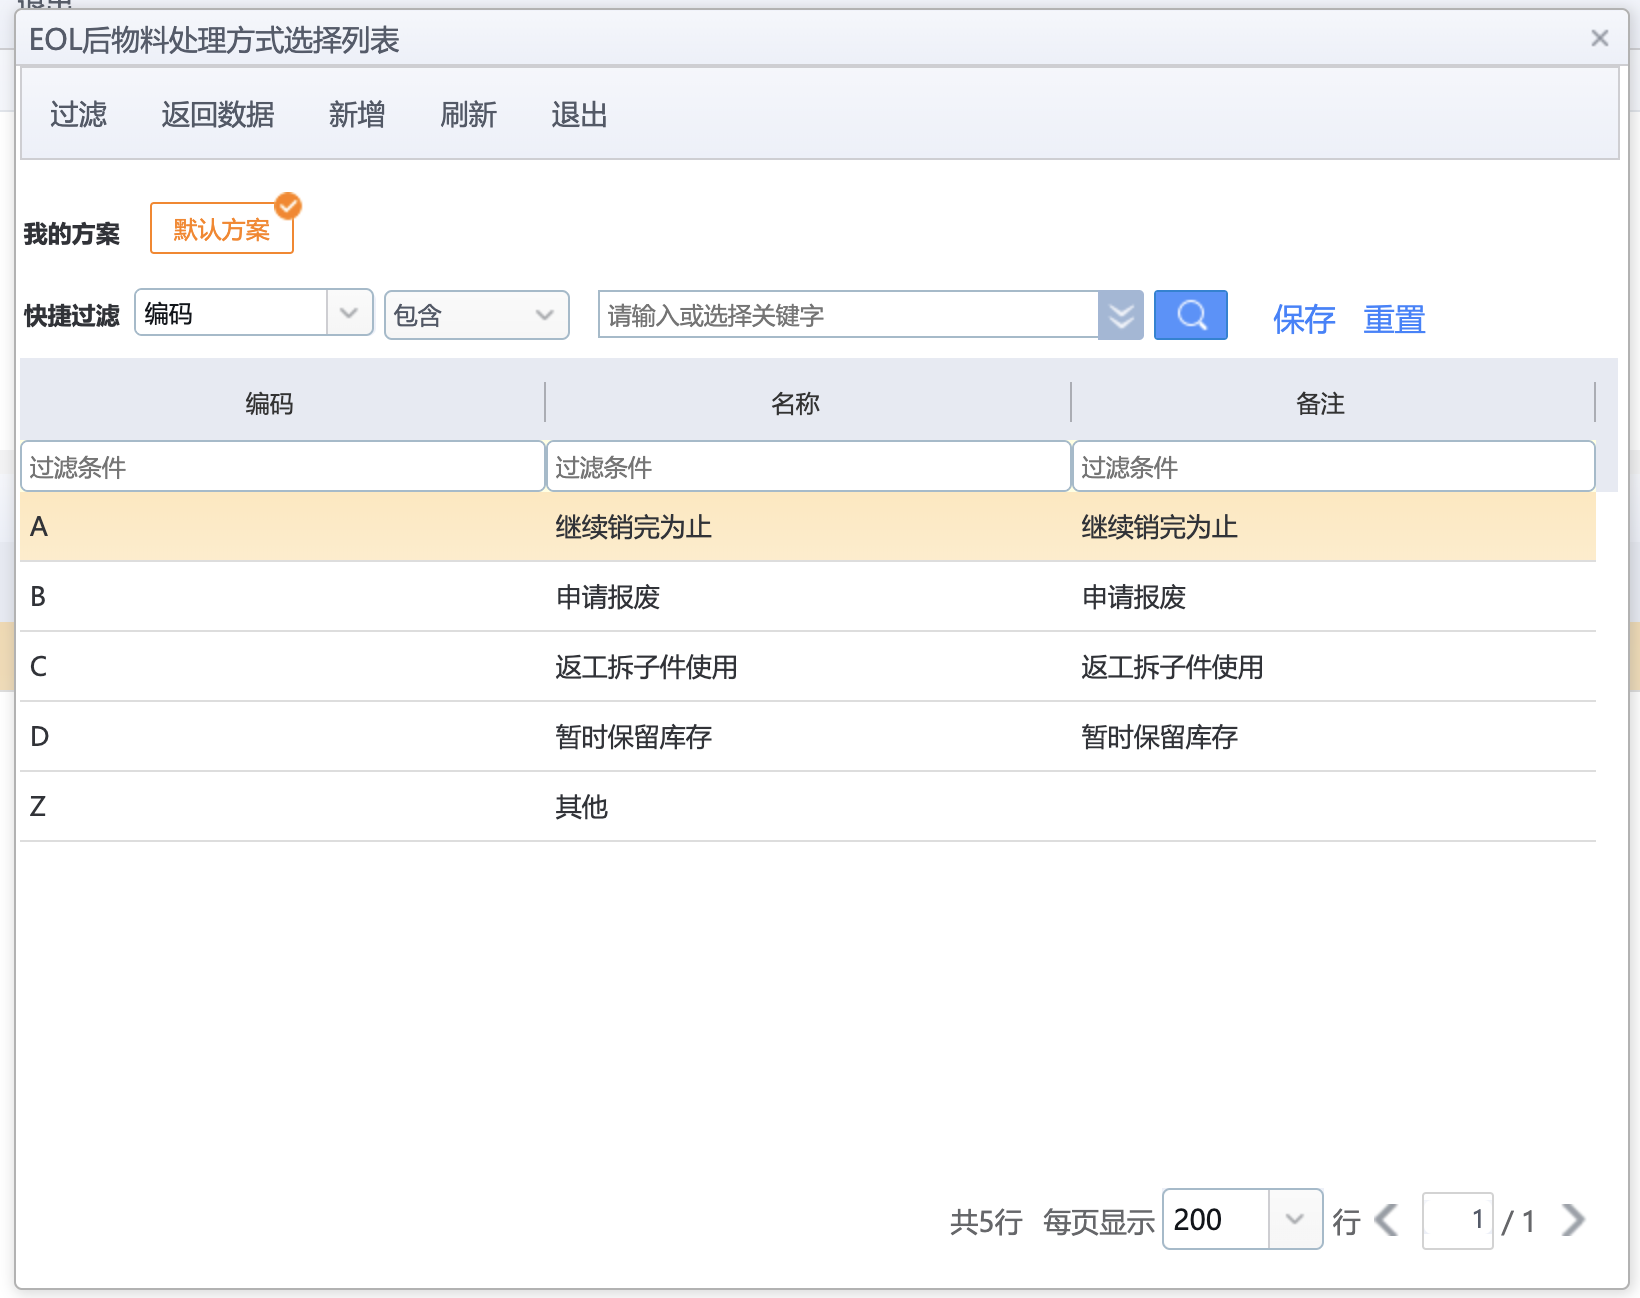 退出
EOL后物料处理方式选择列表
过滤 返回数据 新增 刷新 退出
我的方案 默认方案
快捷过滤 编码 包含 请输入或选择关键字 保存 重置
编码 名称 备注
过滤条件 过滤条件 过滤条件
A 继续销完为止 继续销完为止
B 申请报废 申请报废
C 返工拆子件使用 返工拆子件使用
D 暂时保留库存 暂时保留库存
Z 其他
共5行 每页显示 200 行 1 / 1